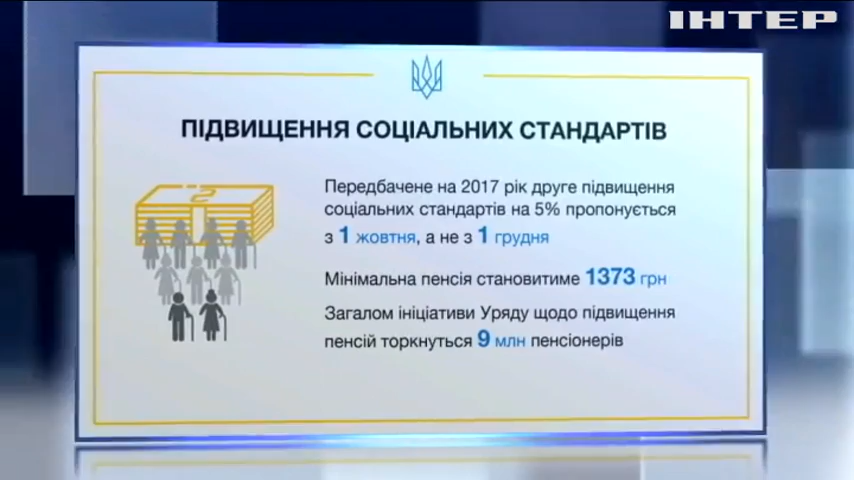 ІНТЕР
ПІДВИЩЕННЯ СОЦІАЛЬНИХ СТАНДАРТІВ
2
Передбачене на 2017 рік друге підвищення
соціальних стандартів на 5% пропонується
з 1 жовтня, а не з 1 грудня
Мінімальна пенсія становитиме 1373 грн
Загалом ініціативи Уряду щодо підвищення
пенсій торкнуться 9 млн пенсіонерів